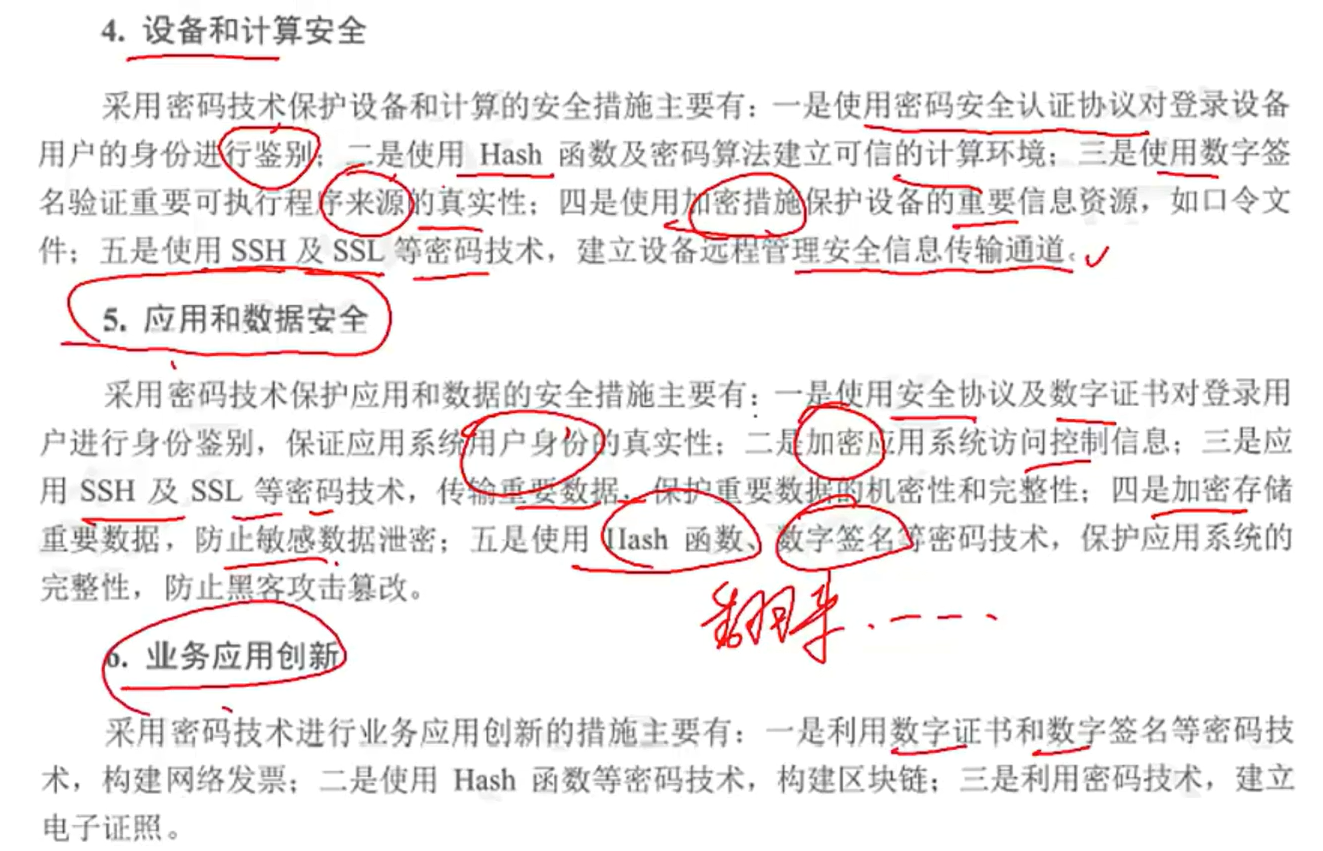 4. 设备和计算安全
采用密码技术保护设备和计算的安全措施主要有：一是使用密码安全认证协议对登录设备
用户的身份进行鉴别；二是使用 Hash 函数及密码算法建立可信的计算环境；三是使用数字签
名验证重要可执行程序来源的真实性；四是使用加密措施保护设备的重要信息资源，如口令文
件；五是使用 SSH 及 SSL 等密码技术，建立设备远程管理安全信息传输通道。
5. 应用和数据安全
采用密码技术保护应用和数据的安全措施主要有：一是使用安全协议及数字证书对登录用
户进行身份鉴别，保证应用系统用户身份的真实性；二是加密应用系统访问控制信息；三是应
用 SSH 及 SSL 等密码技术，传输重要数据，保护重要数据的机密性和完整性；四是加密存储
重要数据，防止敏感数据泄密；五是使用 Hash 函数、数字签名等密码技术，保护应用系统的
完整性，防止黑客攻击篡改。
6. 业务应用创新
采用密码技术进行业务应用创新的措施主要有：一是利用数字证书和数字签名等密码技
术，构建网络发票；二是使用 Hash 函数等密码技术，构建区块链；三是利用密码技术，建立
电子证照。